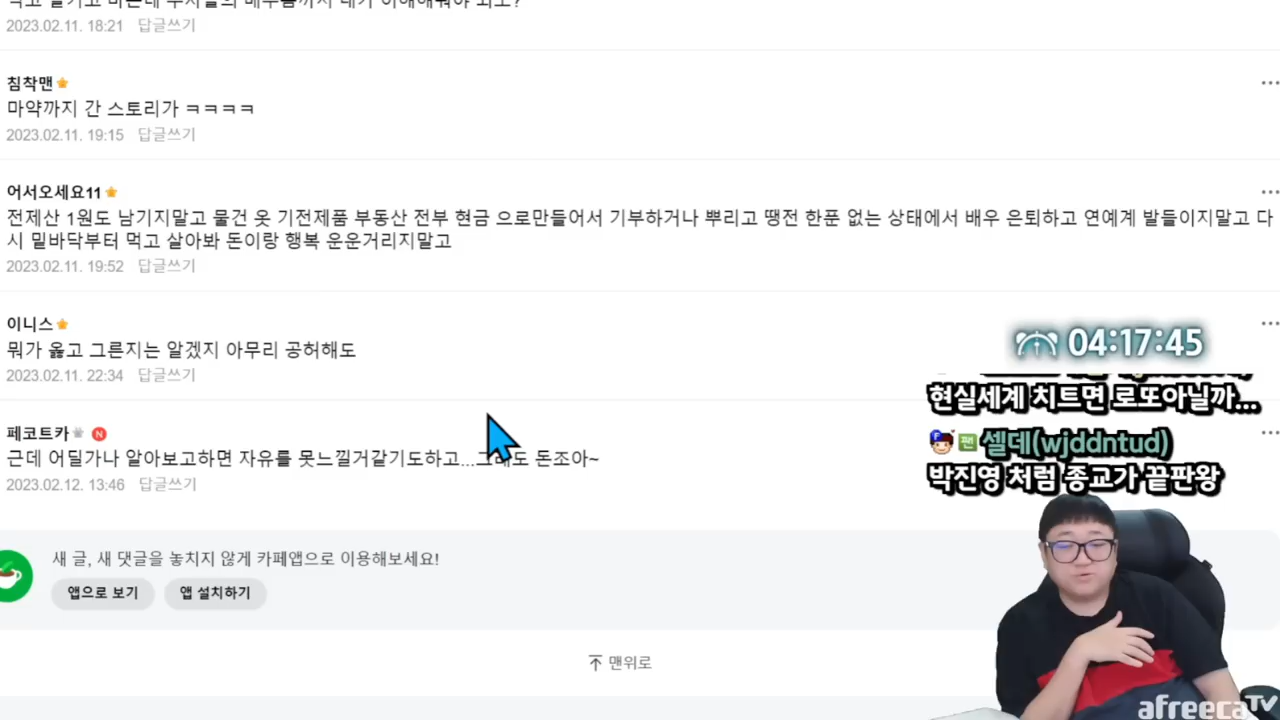 2023.02.11. 18:21 답글쓰기
침착맨
마약까지 간 스토리가 ㅋㅋㅋㅋ
2023.02.11. 19:15 답글쓰기
어서오세요11
전제산 1원도 남기지말고 물건 옷 기전제품 부동산 전부 현금 으로만들어서 기부하거나 뿌리고 땡전 한푼 없는 상태에서 배우 은퇴하고 연예계 발들이지말고 다
시 밑바닥부터 먹고 살아봐 돈이랑 행복 운운거리지말고
2023.02.11. 19:52 답글쓰기
이니스
뭐가 옳고 그른지는 알겠지 아무리 공허해도
2023.02.11. 22:34 답글쓰기
페코트카 N
근데 어딜가나 알아보고하면 자유를 못느낄거같기도하고...그래도 돈조아~
2023.02.12. 13:46 답글쓰기
새 글, 새 댓글을 놓치지 않게 카페앱으로 이용해보세요!
앱으로 보기 앱 설치하기
맨위로
04:17:45
현실세계 치트면 로또아닐까...
팬 셀데(wjddntud)
박진영 처럼 종교가 끝판왕
afreecaTV